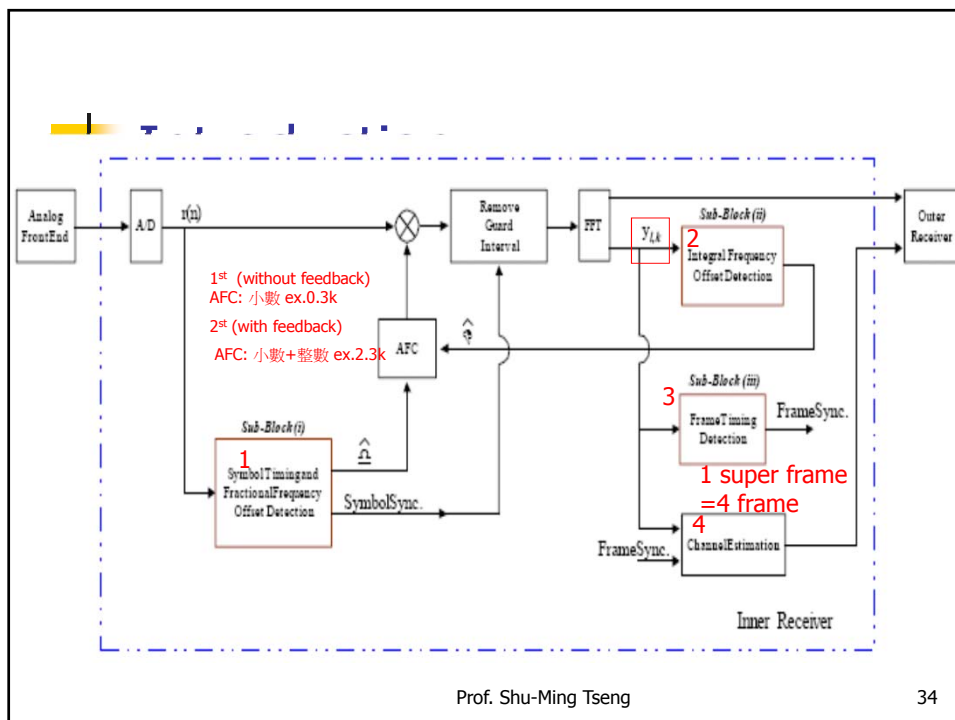 Analog
FrontEnd
A/D
r(n)
Remove
Guard
Interval
FFT
y_{l,k}
Sub-Block(ii)
2
Integral Frequency
Offset Detection
Outer
Receiver
1st (without feedback)
AFC: 小數 ex.0.3k
2st (with feedback)
AFC: 小數+整數 ex.2.3k
AFC
Sub-Block(iii)
3
FrameTiming
Detection
FrameSync.
Sub-Block(i)
1
SymbolTimingand
FractionalFrequency
Offset Detection
SymbolSync.
1 super frame
=4 frame
4
ChannelEstimation
FrameSync.
Inner Receiver
Prof. Shu-Ming Tseng
34